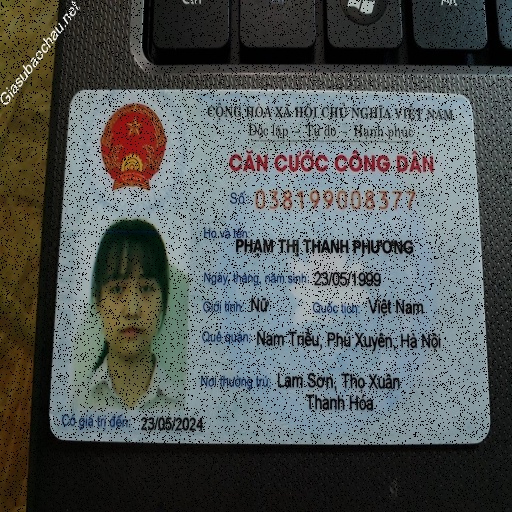 Giasubaochau.net
CỘNG HÒA XÃ HỘI CHỦ NGHĨA VIỆT NAM
Độc lập - Tự do - Hạnh phúc
CĂN CƯỚC CÔNG DÂN
Số: 038199008377
Họ và tên:
PHẠM THỊ THANH PHƯƠNG
Ngày, tháng, năm sinh: 23/05/1999
Giới tính: Nữ Quốc tịch: Việt Nam
Quê quán: Nam Triều, Phú Xuyên, Hà Nội
Nơi thường trú: Lam Sơn, Thọ Xuân
Thanh Hóa
Có giá trị đến: 23/05/2024